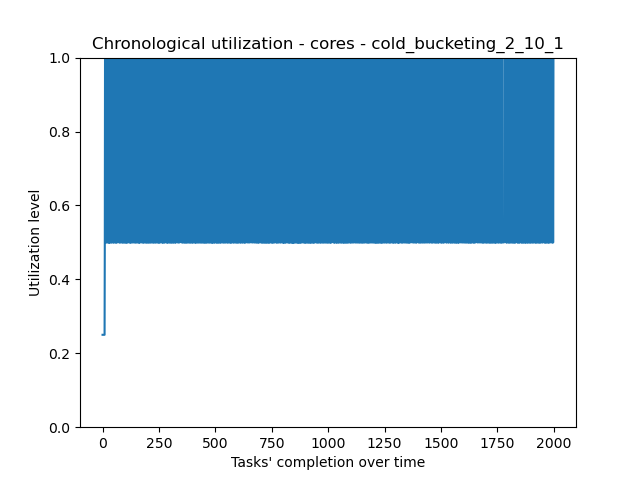 Chronological utilization - cores - cold_bucketing_2_10_1
1.0
0.8
0.6
0.4
0.2
0.0
Utilization level
0 250 500 750 1000 1250 1500 1750 2000
Tasks' completion over time